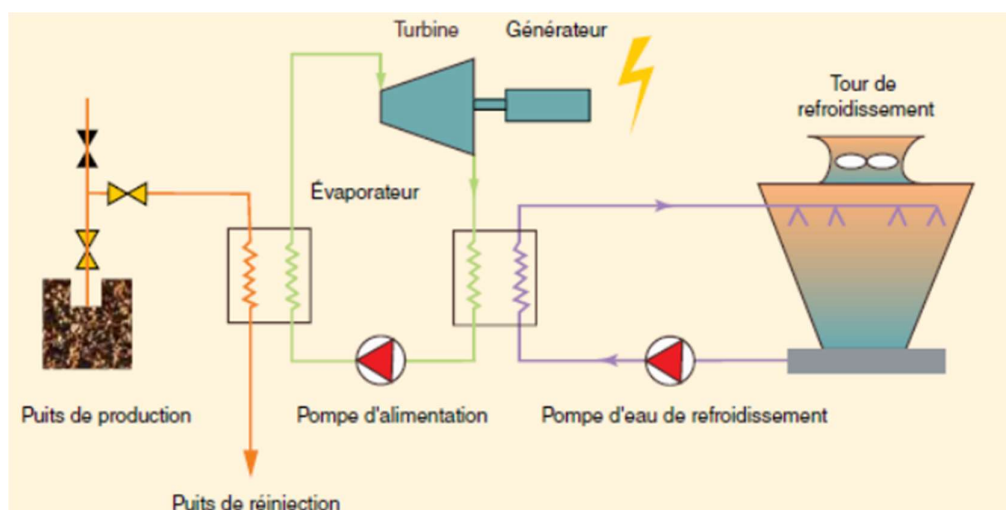 Turbine
Générateur
Tour de
refroidissement
Évaporateur
Puits de production
Pompe d'alimentation
Pompe d'eau de refroidissement
Puits de réinjection